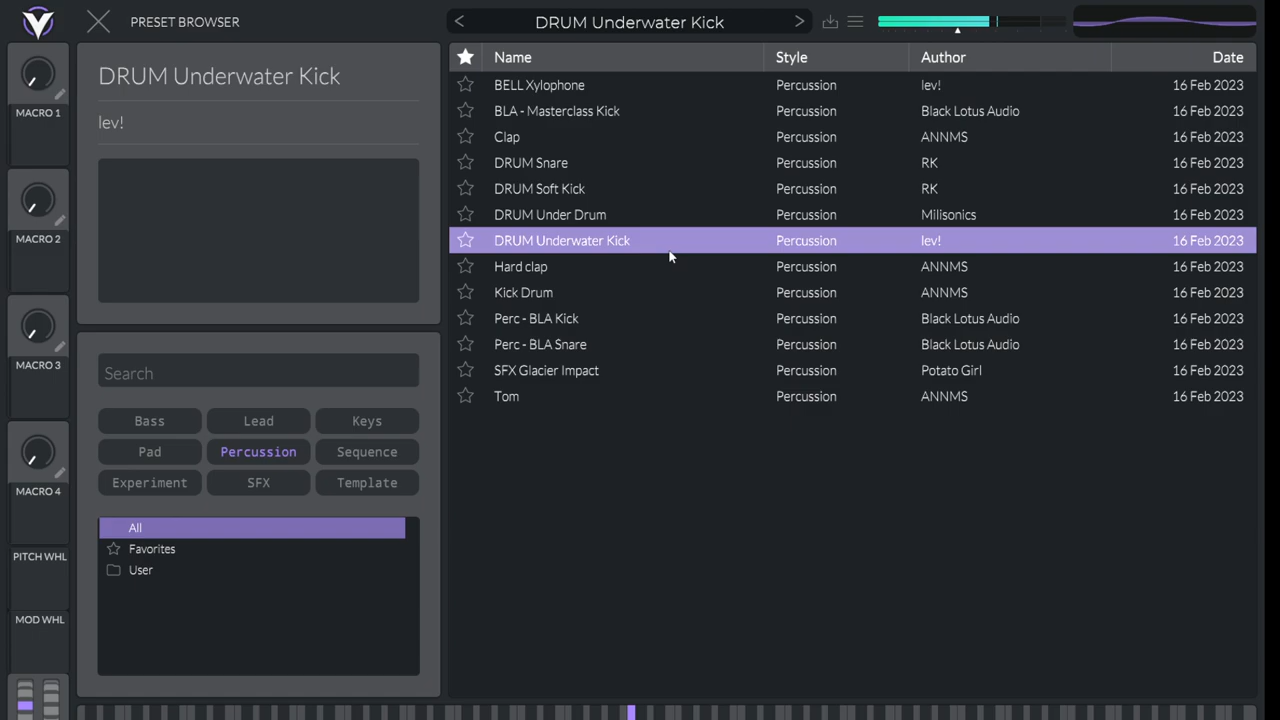 PRESET BROWSER
DRUM Underwater Kick
MACRO 1
MACRO 2
MACRO 3
MACRO 4
PITCH WHL
MOD WHL
DRUM Underwater Kick
lev!
Search
Bass Lead Keys
Pad Percussion Sequence
Experiment SFX Template
All
Favorites
User
Name Style Author Date
BELL Xylophone Percussion lev! 16 Feb 2023
BLA - Masterclass Kick Percussion Black Lotus Audio 16 Feb 2023
Clap Percussion ANNMS 16 Feb 2023
DRUM Snare Percussion RK 16 Feb 2023
DRUM Soft Kick Percussion RK 16 Feb 2023
DRUM Under Drum Percussion Milisonics 16 Feb 2023
DRUM Underwater Kick Percussion lev! 16 Feb 2023
Hard clap Percussion ANNMS 16 Feb 2023
Kick Drum Percussion ANNMS 16 Feb 2023
Perc - BLA Kick Percussion Black Lotus Audio 16 Feb 2023
Perc - BLA Snare Percussion Black Lotus Audio 16 Feb 2023
SFX Glacier Impact Percussion Potato Girl 16 Feb 2023
Tom Percussion ANNMS 16 Feb 2023